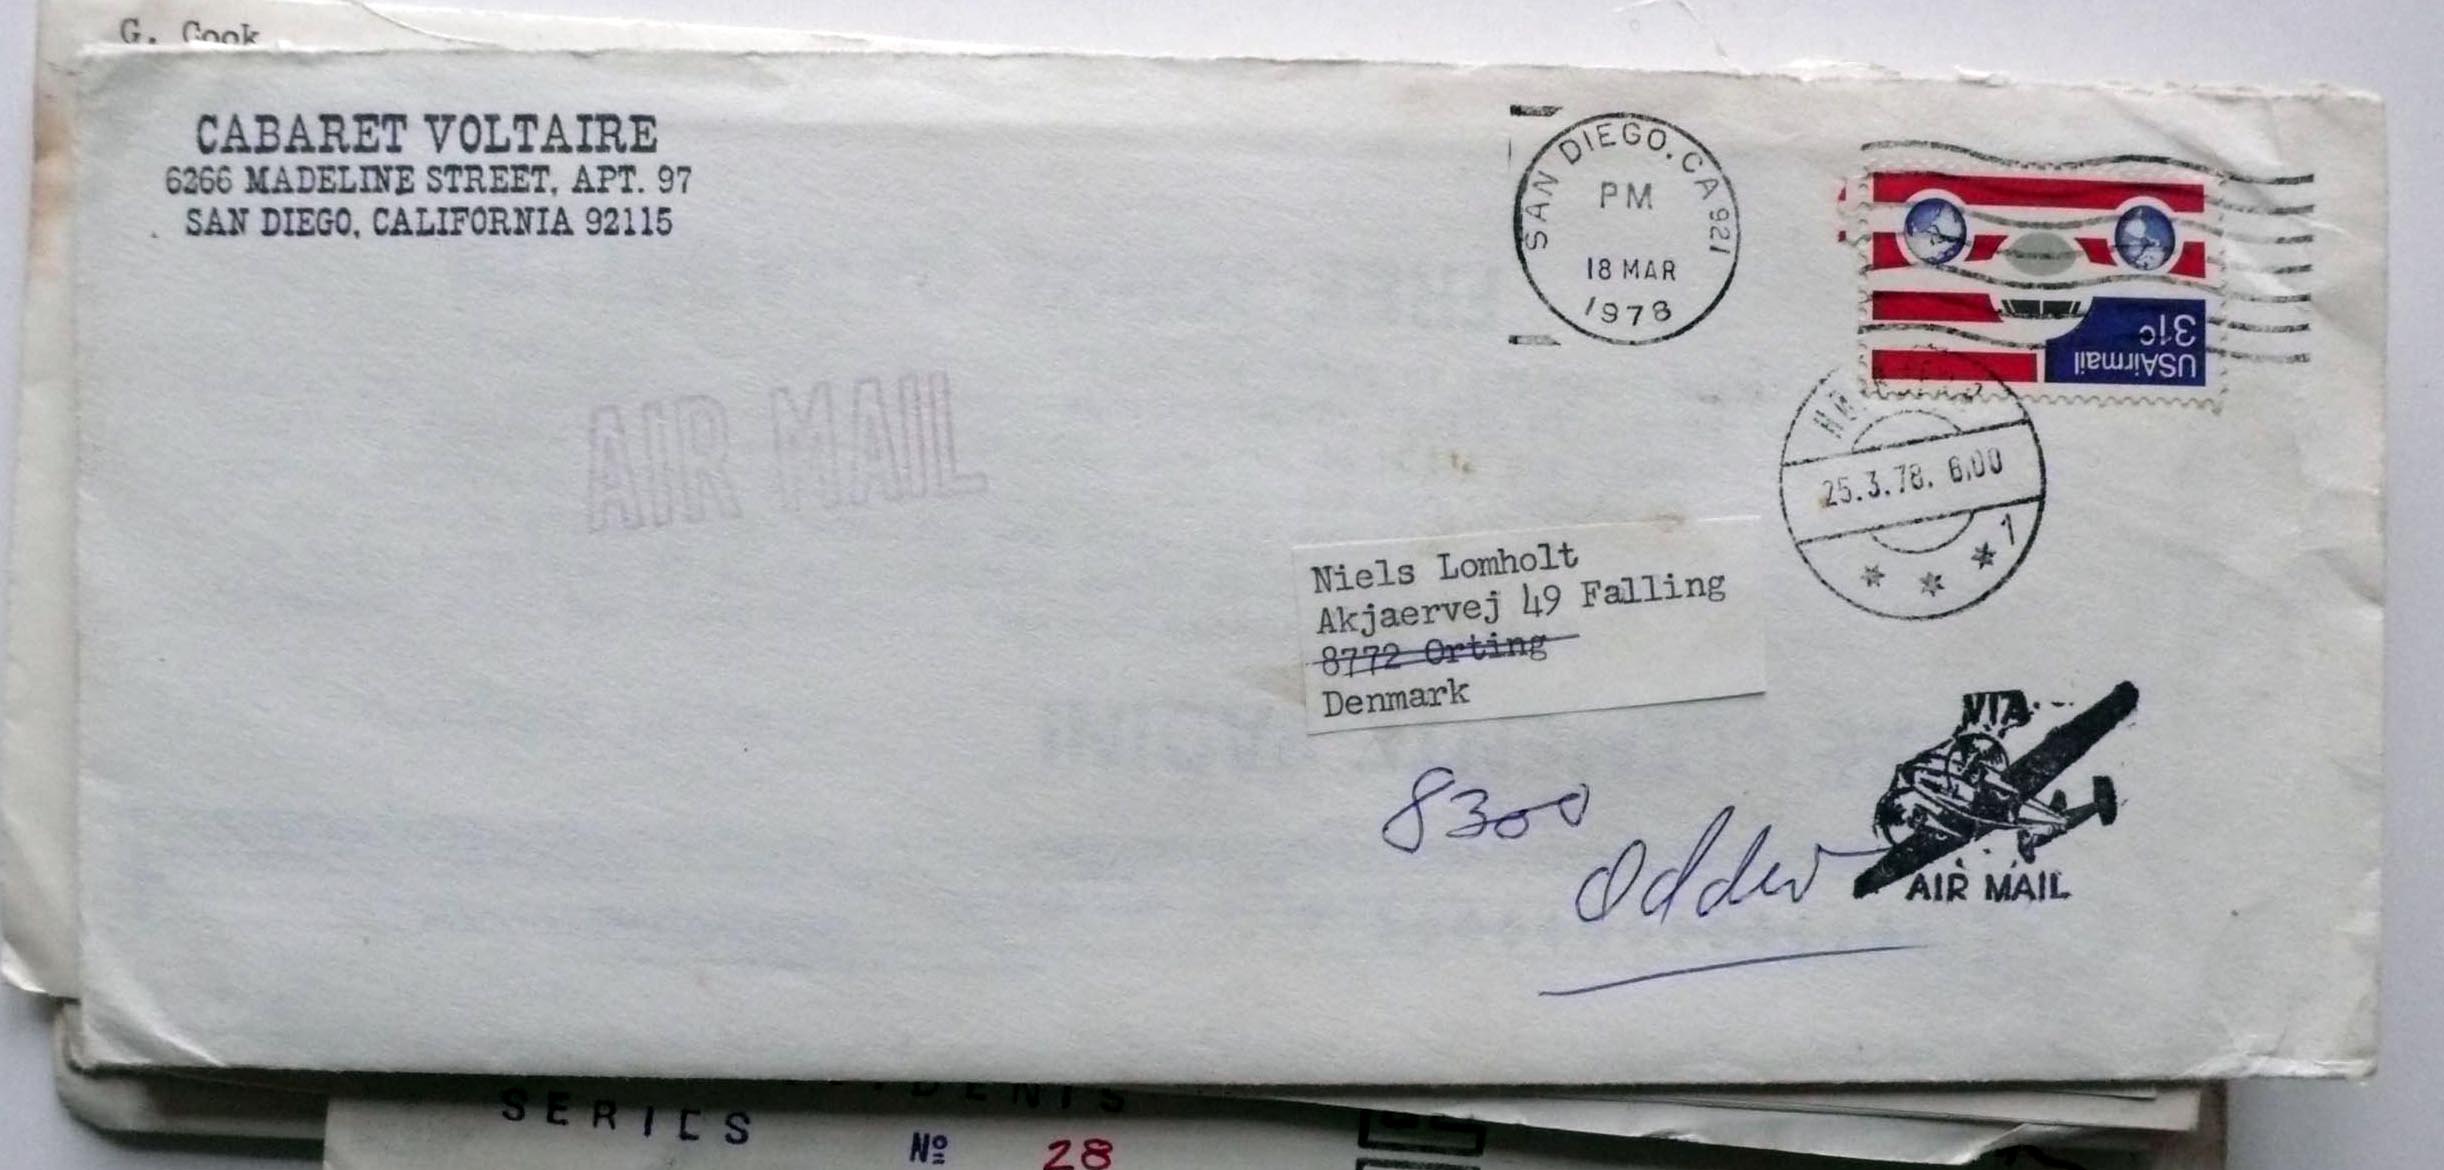 G. Cook
CABARET VOLTAIRE
6266 MADELINE STREET, APT. 97
SAN DIEGO, CALIFORNIA 92115
SAN DIEGO. CA 921
PM
18 MAR
1978
31c
USAirmail
25.3.78. 6.00
* * * 1
AIR MAIL
Niels Lomholt
Akjaervej 49 Falling
8772 Orting
Denmark
8300
Odder
VIA
AIR MAIL
SERIES
Nº 28